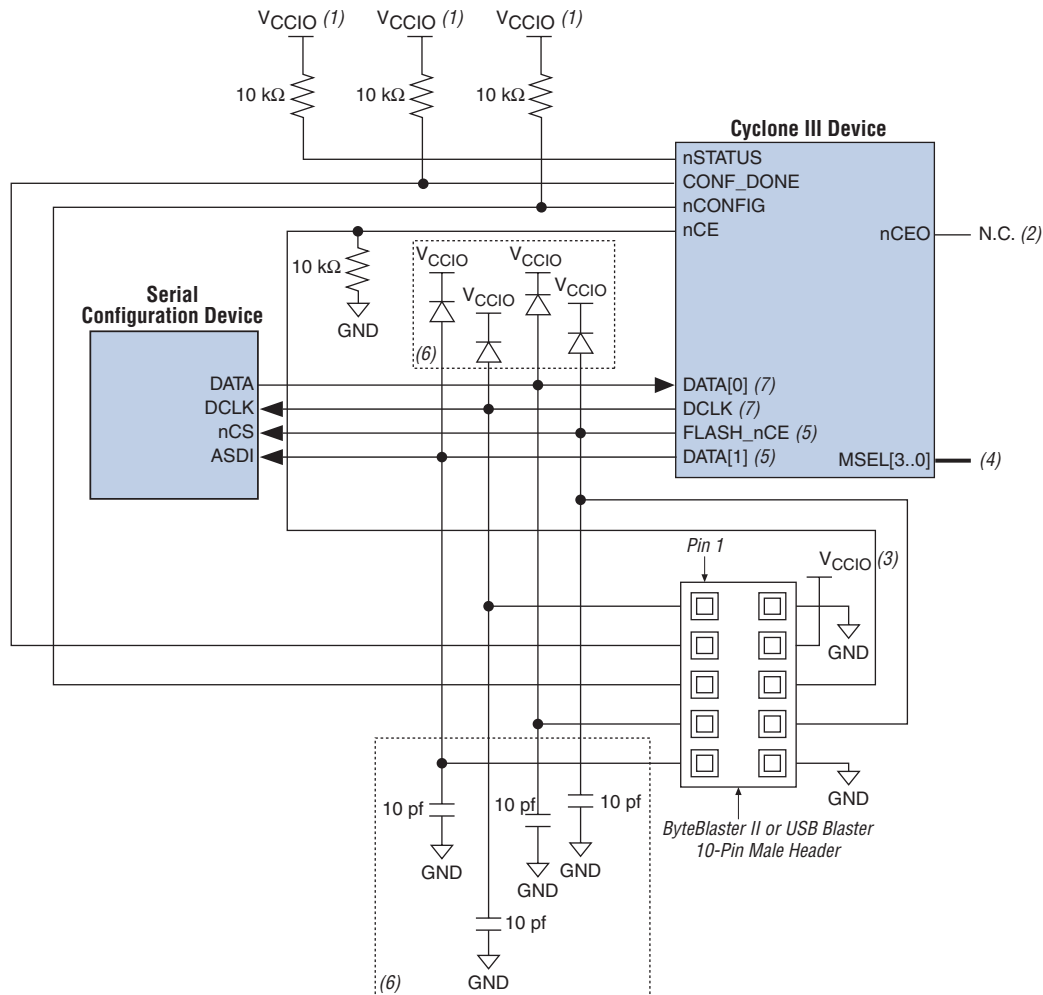 VCCIO (1) VCCIO (1) VCCIO (1)
10 kΩ 10 kΩ 10 kΩ
Cyclone III Device
nSTATUS
CONF_DONE
nCONFIG
nCE
nCEO N.C. (2)
10 kΩ
GND
VCCIO VCCIO
VCCIO VCCIO
(6)
Serial
Configuration Device
DATA
DCLK
nCS
ASDI
DATA[0] (7)
DCLK (7)
FLASH_nCE (5)
DATA[1] (5)
MSEL[3..0] (4)
Pin 1
VCCIO (3)
GND
GND
10 pf 10 pf 10 pf
GND GND GND
10 pf
GND
(6)
ByteBlaster II or USB Blaster
10-Pin Male Header